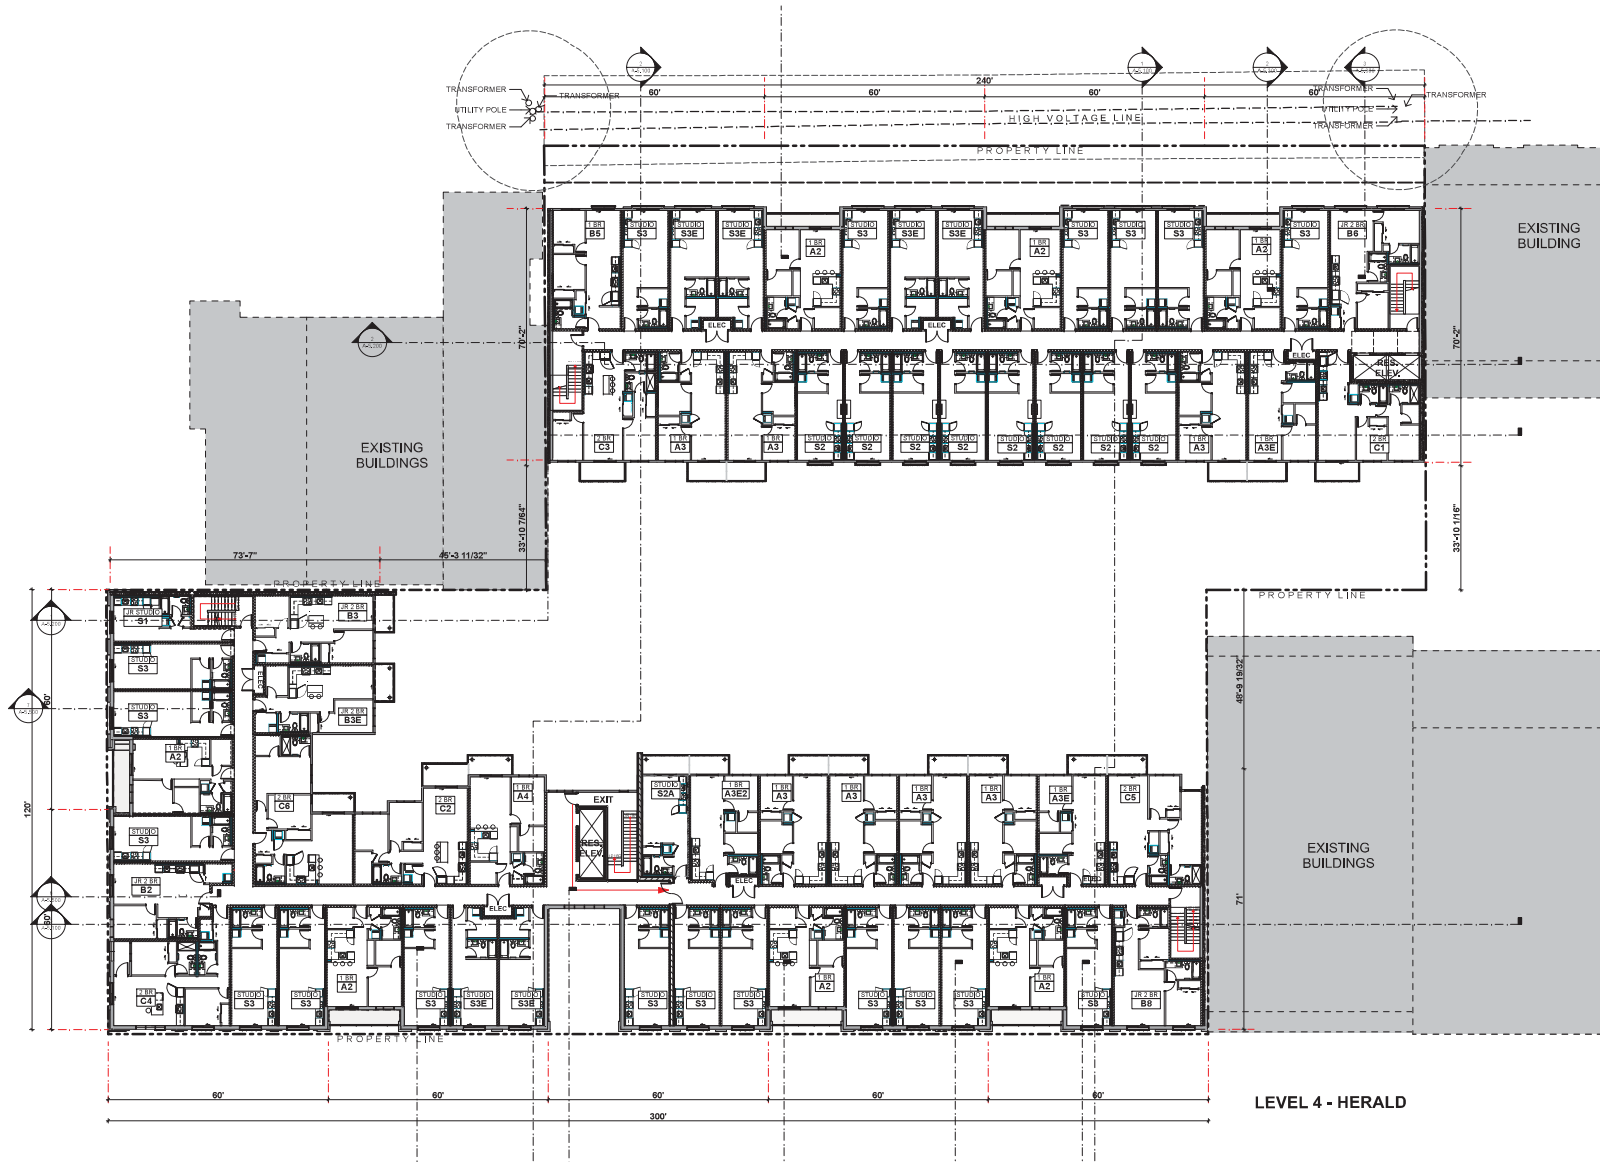 240'
60'
60'
60'
60'
TRANSFORMER
TRANSFORMER
UTILITY POLE
TRANSFORMER
TRANSFORMER
TRANSFORMER
UTILITY POLE
TRANSFORMER
HIGH VOLTAGE LINE
PROPERTY LINE
EXISTING
BUILDING
1 BR
B5
STUDIO
S3
STUDIO
S3E
STUDIO
S3E
1 BR
A2
STUDIO
S3
STUDIO
S3E
STUDIO
S3E
1 BR
A2
STUDIO
S3
STUDIO
S3
STUDIO
S3
1 BR
A2
STUDIO
S3
JR 2 BR
B6
70'-2"
ELEC
ELEC
ELEC
70'-2"
RES.
ELEV.
EXISTING
BUILDINGS
2 BR
C3
1 BR
A3
1 BR
A3
STUDIO
S2
STUDIO
S2
STUDIO
S2
STUDIO
S2
STUDIO
S2
STUDIO
S2
STUDIO
S2
STUDIO
S2
1 BR
A3
1 BR
A3E
2 BR
C1
33'-10 7/64"
33'-10 1/16"
73'-7"
45'-3 11/32"
PROPERTY LINE
PROPERTY LINE
JR STUDIO
S1
JR 2 BR
B3
STUDIO
S3
ELEC
STUDIO
S3
JR 2 BR
B3E
60'
48'-9 19/32"
1 BR
A2
120'
2 BR
C6
2 BR
C2
1 BR
A4
EXIT
RES.
ELEV.
STUDIO
S2A
1 BR
A3E2
1 BR
A3
1 BR
A3
1 BR
A3
1 BR
A3
1 BR
A3E
2 BR
C5
STUDIO
S3
EXISTING
BUILDINGS
JR 2 BR
B2
ELEC
ELEC
ELEC
60'
71'
2 BR
C4
STUDIO
S3
STUDIO
S3
1 BR
A2
STUDIO
S3
STUDIO
S3E
STUDIO
S3E
STUDIO
S3
STUDIO
S3
STUDIO
S3
1 BR
A2
STUDIO
S3
STUDIO
S3
STUDIO
S3
1 BR
A2
STUDIO
S3
JR 2 BR
B8
PROPERTY LINE
60'
60'
60'
60'
60'
300'
LEVEL 4 - HERALD